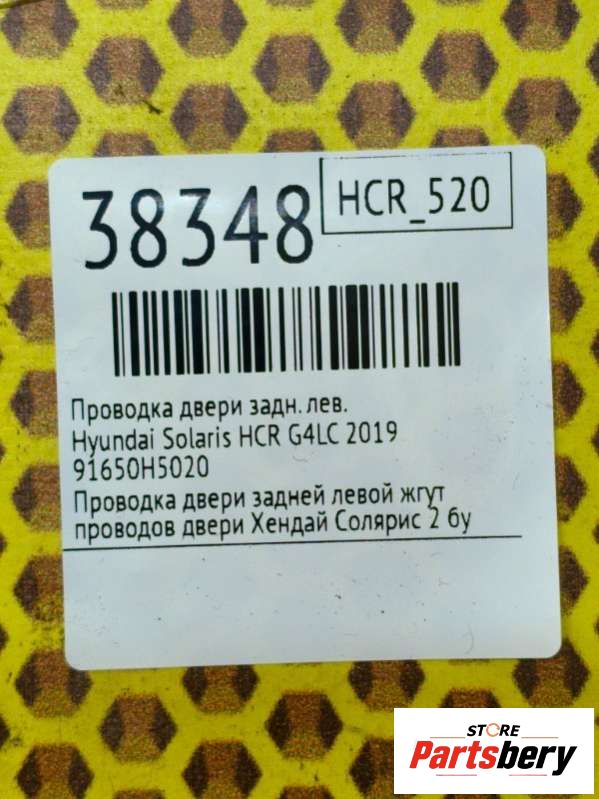 38348
HCR_520
Проводка двери задн. лев.
Hyundai Solaris HCR G4LC 2019
91650H5020
Проводка двери задней левой жгут
проводов двери Хендай Солярис 2 бу
STORE
Partsbery